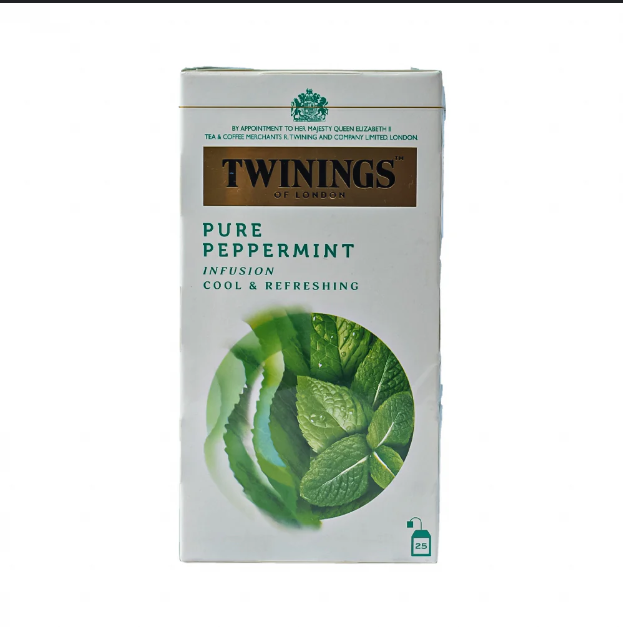 BY APPOINTMENT TO HER MAJESTY QUEEN ELIZABETH II
TEA & COFFEE MERCHANTS R. TWINING AND COMPANY LIMITED, LONDON
TWININGS™
OF LONDON
PURE
PEPPERMINT
INFUSION
COOL & REFRESHING
25